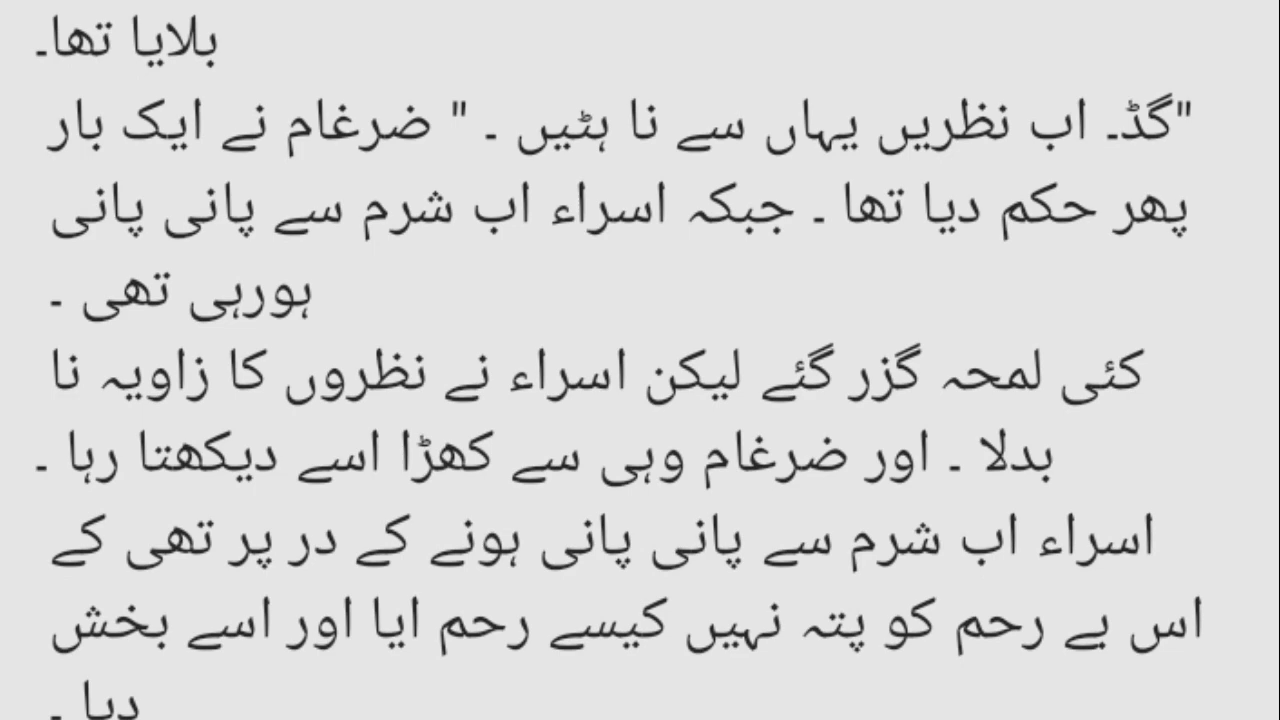 بلایا تھا۔
"گڈ۔ اب نظریں یہاں سے نا ہٹیں ۔ " ضرغام نے ایک بار
پھر حکم دیا تھا ۔ جبکہ اسراء اب شرم سے پانی پانی
ہورہی تھی ۔
کئی لمحہ گزر گئے لیکن اسراء نے نظروں کا زاویہ نا
بدلا ۔ اور ضرغام وہی سے کھڑا اسے دیکھتا رہا ۔
اسراء اب شرم سے پانی پانی ہونے کے در پر تھی کے
اس بے رحم کو پتہ نہیں کیسے رحم ایا اور اسے بخش
دیا ۔